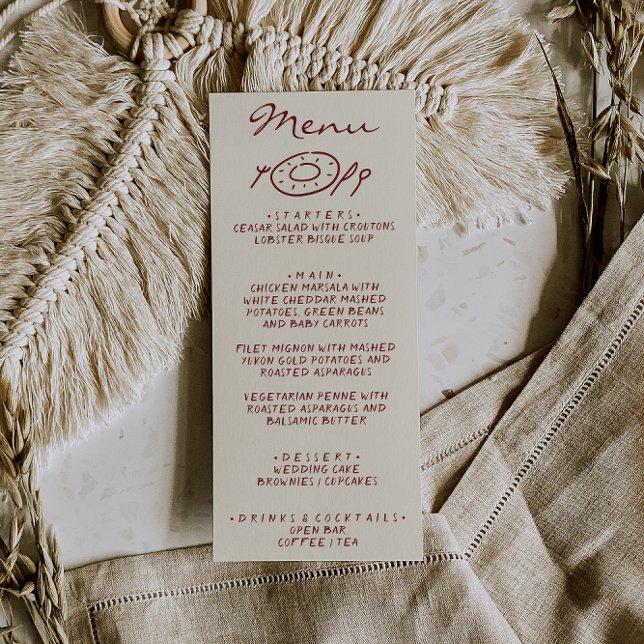 Menu
• STARTERS •
CEASAR SALAD WITH CROUTONS
LOBSTER BISQUE SOUP
• MAIN •
CHICKEN MARSALA WITH
WHITE CHEDDAR MASHED
POTATOES, GREEN BEANS
AND BABY CARROTS
FILET MIGNON WITH MASHED
YUKON GOLD POTATOES AND
ROASTED ASPARAGUS
VEGETARIAN PENNE WITH
ROASTED ASPARAGUS AND
BALSAMIC BUTTER
• DESSERT •
WEDDING CAKE
BROWNIES | CUPCAKES
• DRINKS & COCKTAILS •
OPEN BAR
COFFEE | TEA